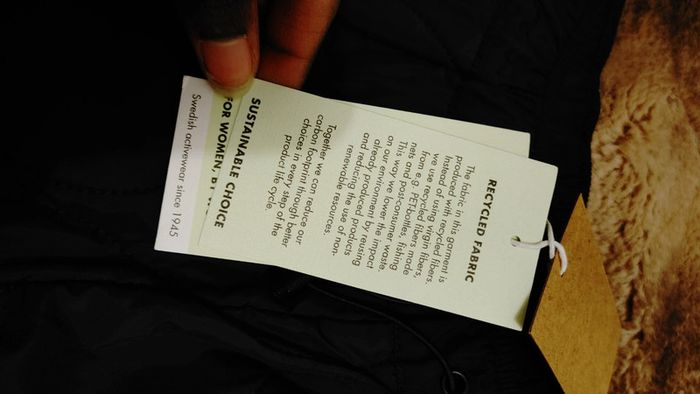 RECYCLED FABRIC
The fabric in this garment is
produced with recycled fibers.
Instead of using virgin fibers,
we use recycled fibers made
from e.g. PET-bottles, fishing
nets and post-consumer waste.
This way we lower the impact
on our environment by reusing
already produced products
and reducing the use of non-
renewable resources.
Together we can reduce our
carbon footprint through better
choices in every step of the
product life cycle.
SUSTAINABLE CHOICE
FOR WOMEN, BY
Swedish activewear since 1945